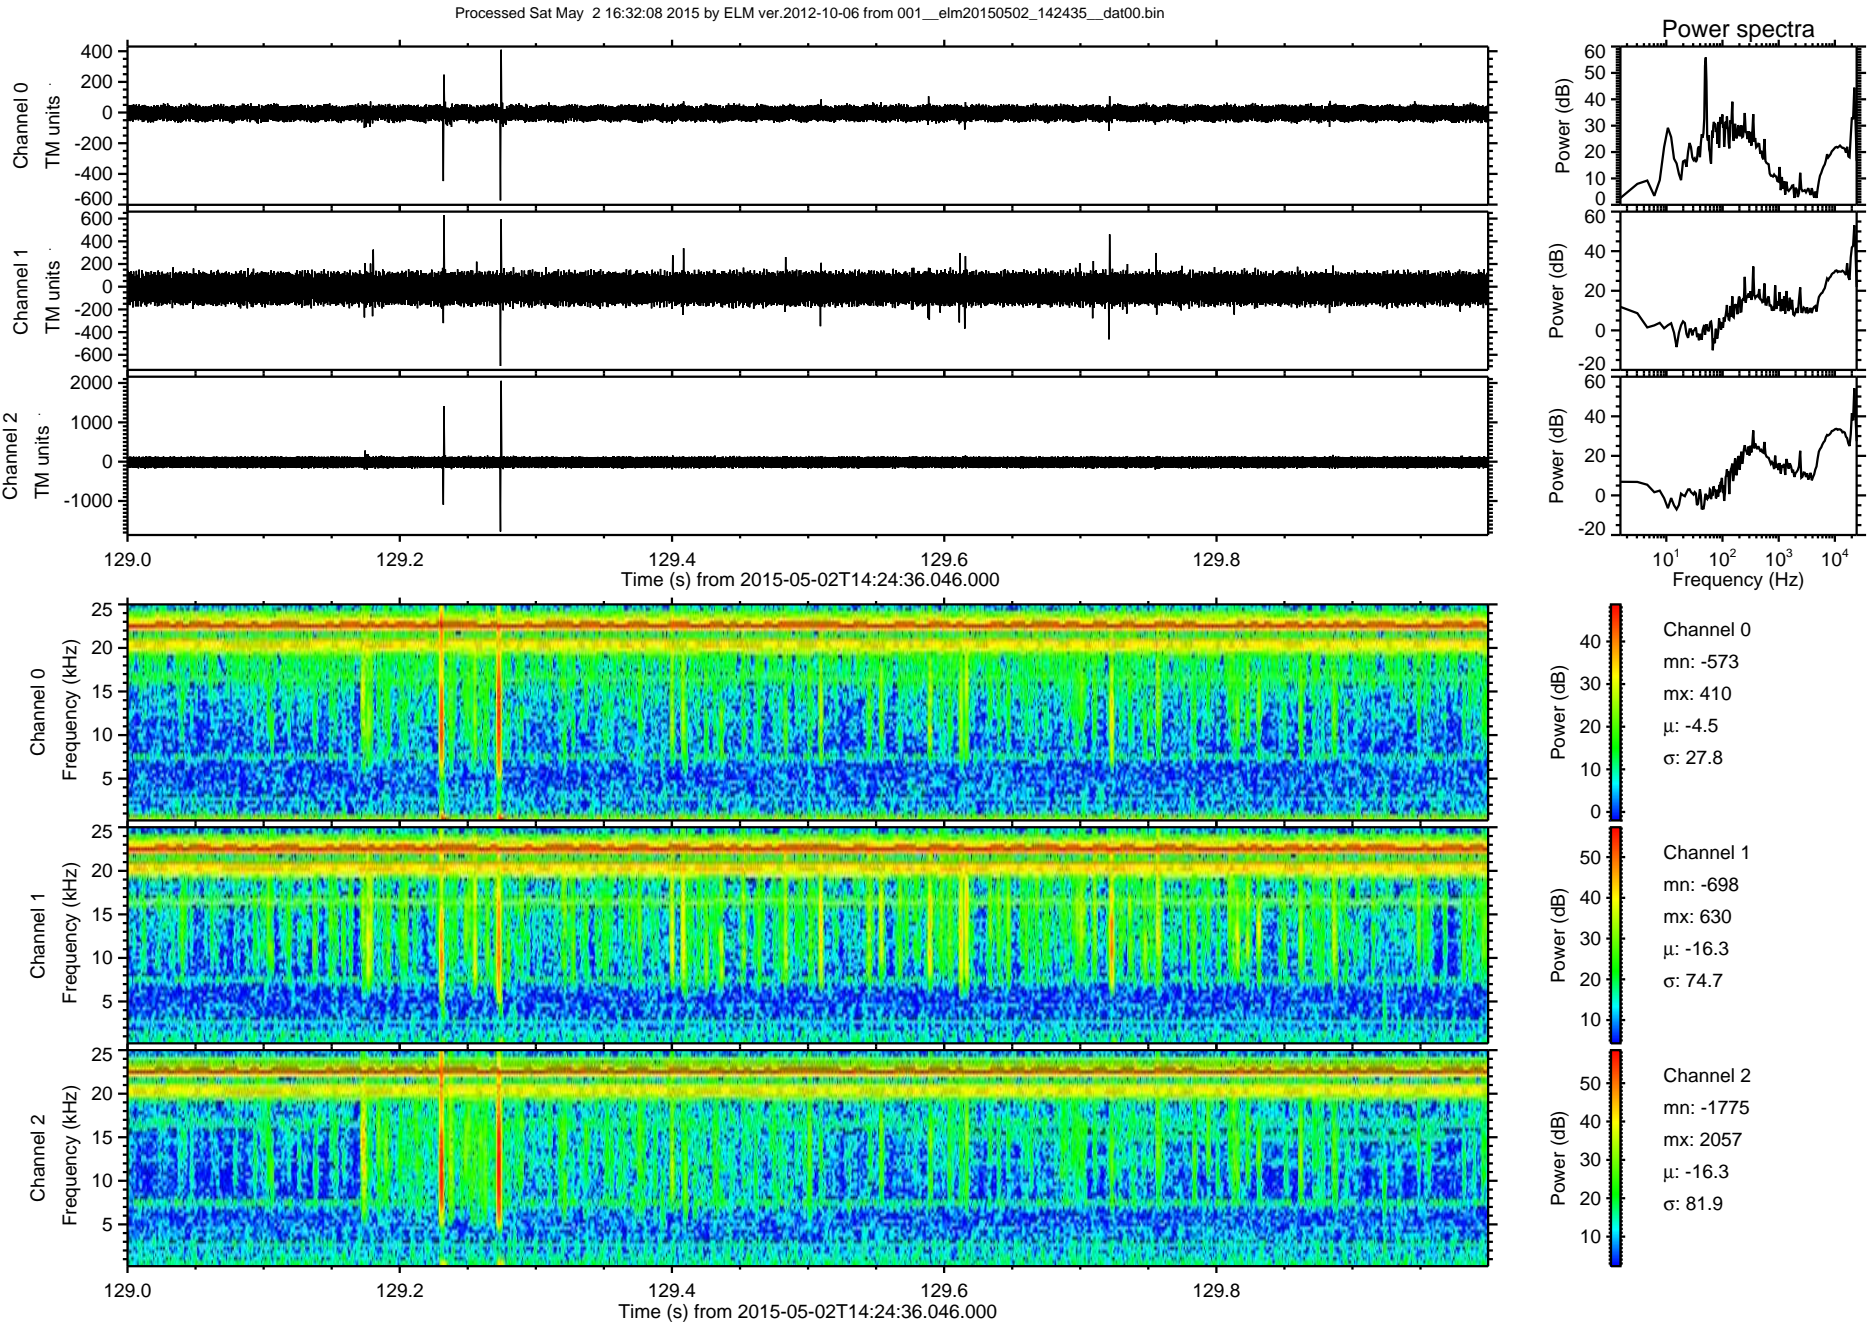 Processed Sat May  2 16:32:08 2015 by ELM ver.2012-10-06 from 001__elm20150502_142435__dat00.bin
Power spectra
Channel 0
TM units
400
200
0
-200
-400
-600
Power (dB)
60
50
40
30
20
10
0
Channel 1
TM units
600
400
200
0
-200
-400
-600
Power (dB)
60
40
20
0
-20
Channel 2
TM units
2000
1000
0
-1000
Power (dB)
60
40
20
0
-20
129.0 129.2 129.4 129.6 129.8
Time (s) from 2015-05-02T14:24:36.046.000
10^1 10^2 10^3 10^4
Frequency (Hz)
Channel 0
Frequency (kHz)
25
20
15
10
5
Power (dB)
40
30
20
10
0
Channel 0
mn: -573
mx: 410
μ: -4.5
σ: 27.8
Channel 1
Frequency (kHz)
25
20
15
10
5
Power (dB)
50
40
30
20
10
Channel 1
mn: -698
mx: 630
μ: -16.3
σ: 74.7
Channel 2
Frequency (kHz)
25
20
15
10
5
Power (dB)
50
40
30
20
10
Channel 2
mn: -1775
mx: 2057
μ: -16.3
σ: 81.9
129.0 129.2 129.4 129.6 129.8
Time (s) from 2015-05-02T14:24:36.046.000